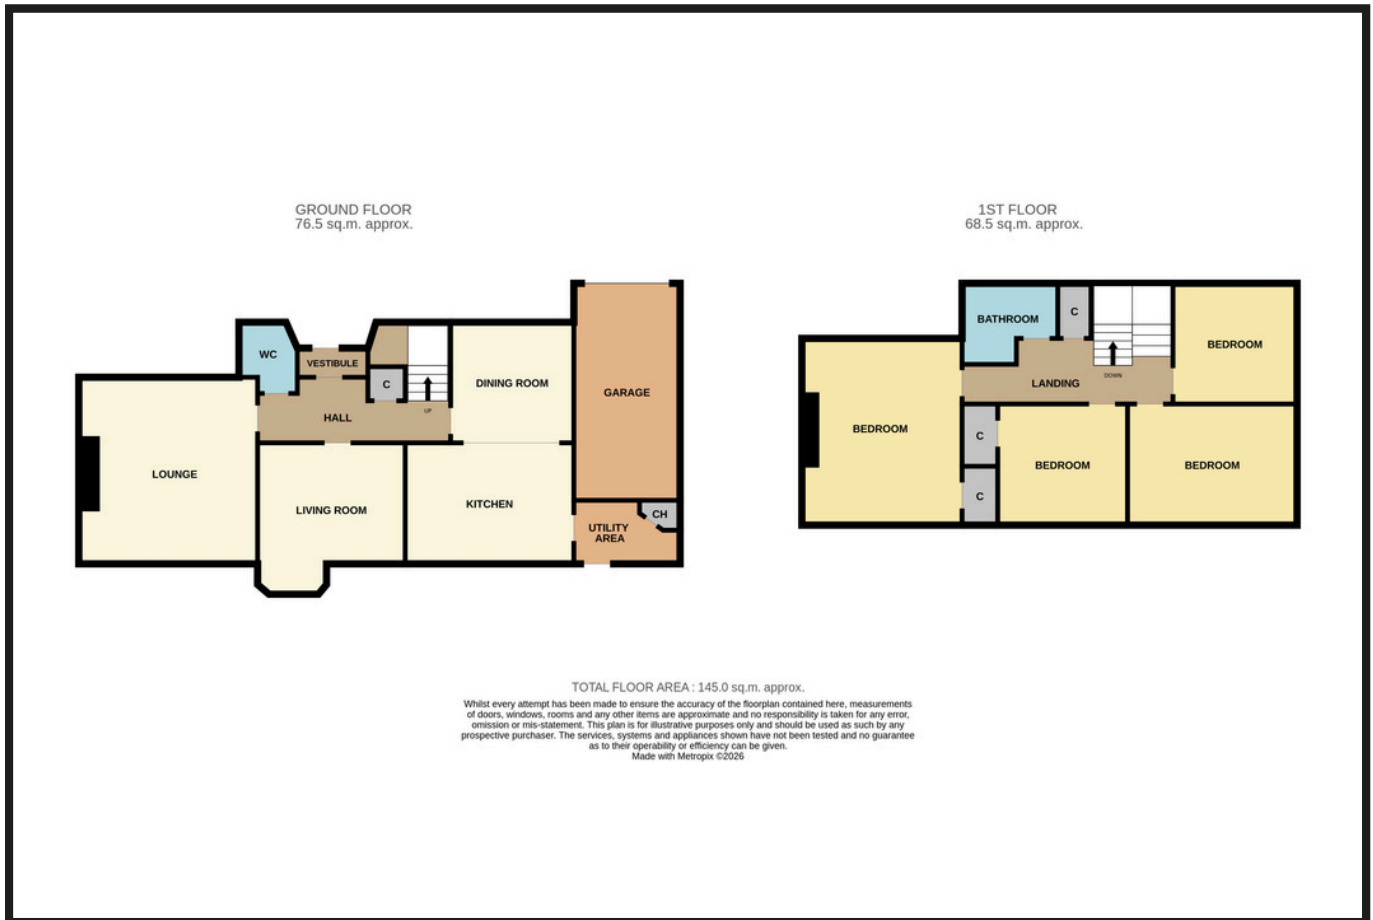 GROUND FLOOR
76.5 sq.m. approx.
1ST FLOOR
68.5 sq.m. approx.
WC
VESTIBULE
C
UP
HALL
DINING ROOM
GARAGE
LOUNGE
LIVING ROOM
KITCHEN
UTILITY
AREA
CH
BATHROOM
C
DOWN
LANDING
BEDROOM
BEDROOM
C
C
BEDROOM
BEDROOM
TOTAL FLOOR AREA : 145.0 sq.m. approx.
Whilst every attempt has been made to ensure the accuracy of the floorplan contained here, measurements
of doors, windows, rooms and any other items are approximate and no responsibility is taken for any error,
omission or mis-statement. This plan is for illustrative purposes only and should be used as such by any
prospective purchaser. The services, systems and appliances shown have not been tested and no guarantee
as to their operability or efficiency can be given.
Made with Metropix ©2026